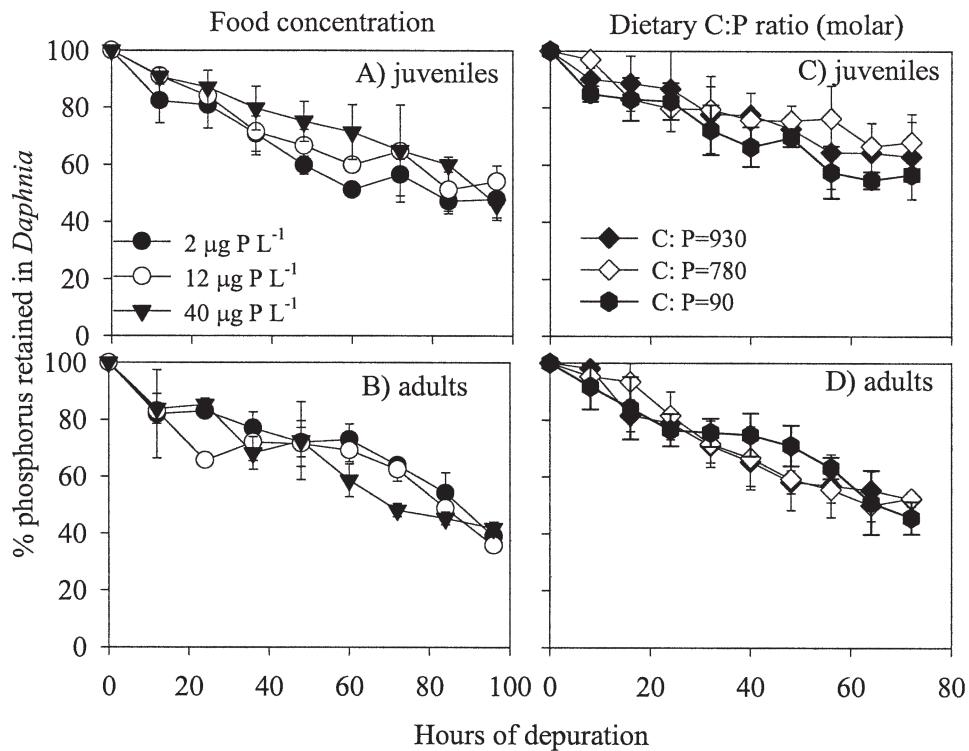 Food concentration
Dietary C:P ratio (molar)
% phosphorus retained in Daphnia
100
80
60
40
20
0
A) juveniles
2 µg P L⁻¹
12 µg P L⁻¹
40 µg P L⁻¹
C) juveniles
C: P=930
C: P=780
C: P=90
100
80
60
40
20
0
B) adults
D) adults
0 20 40 60 80 100
0 20 40 60 80
Hours of depuration